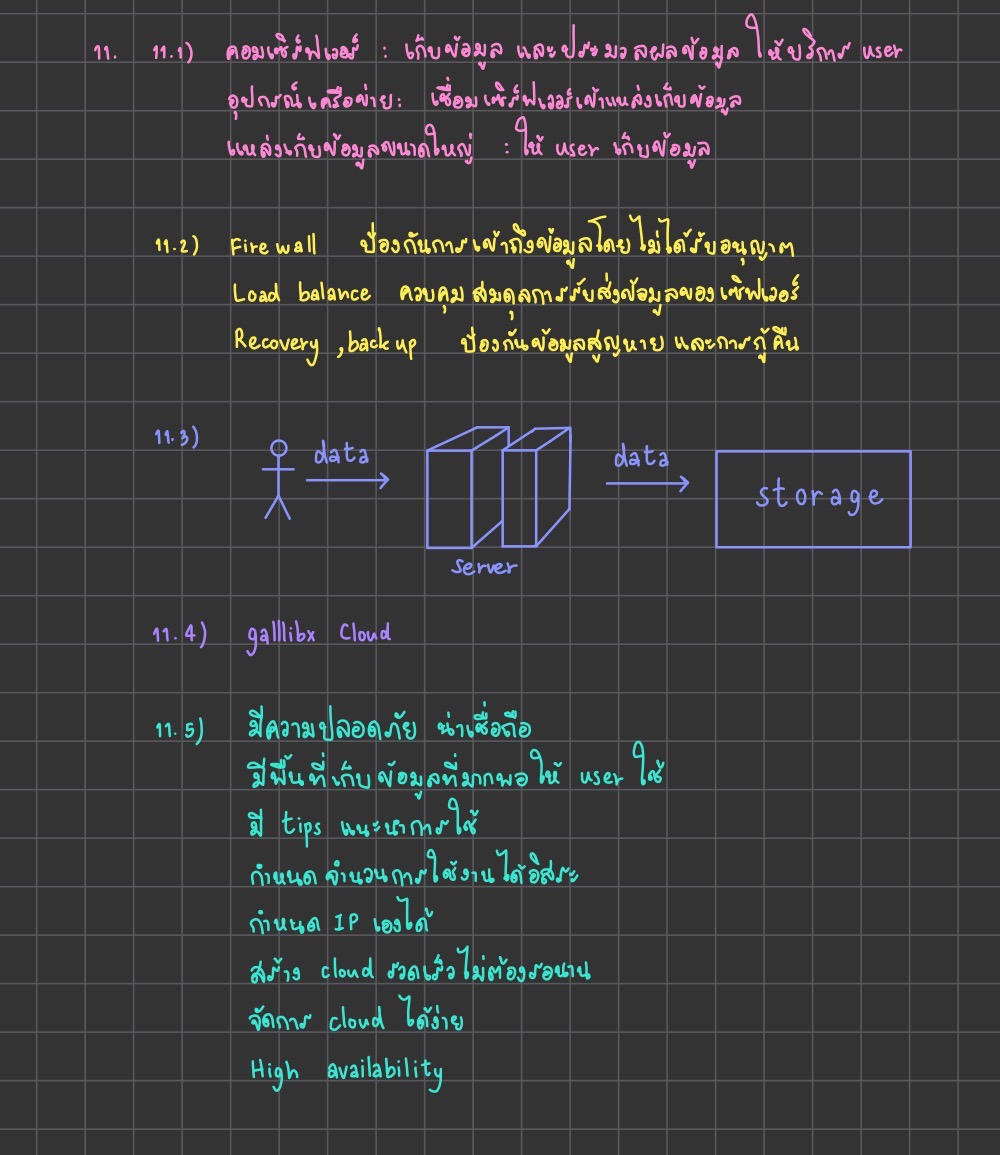 11. 11.1) คอมเซิร์ฟเวอร์ : เก็บข้อมูล และประมวลผลข้อมูล ให้บริการ user
อุปกรณ์เครือข่าย: เชื่อมเซิร์ฟเวอร์เข้าแหล่งเก็บข้อมูล
แหล่งเก็บข้อมูลขนาดใหญ่ : ให้ user เก็บข้อมูล
11.2) Firewall ป้องกันการเข้าถึงข้อมูลโดยไม่ได้รับอนุญาต
Load balance ควบคุม สมดุลการรับส่งข้อมูลของเซิฟเวอร์
Recovery , back up ป้องกันข้อมูลสูญหาย และการกู้คืน
11.3)
data
server
data
storage
11.4) galllibx Cloud
11.5) มีความปลอดภัย น่าเชื่อถือ
มีพื้นที่เก็บข้อมูลที่มากพอให้ user ใช้
มี tips แนะนำการใช้
กำหนดจำนวนการใช้งานได้อิสระ
กำหนด IP เองได้
สร้าง cloud รวดเร็วไม่ต้องรอนาน
จัดการ cloud ได้ง่าย
High availability